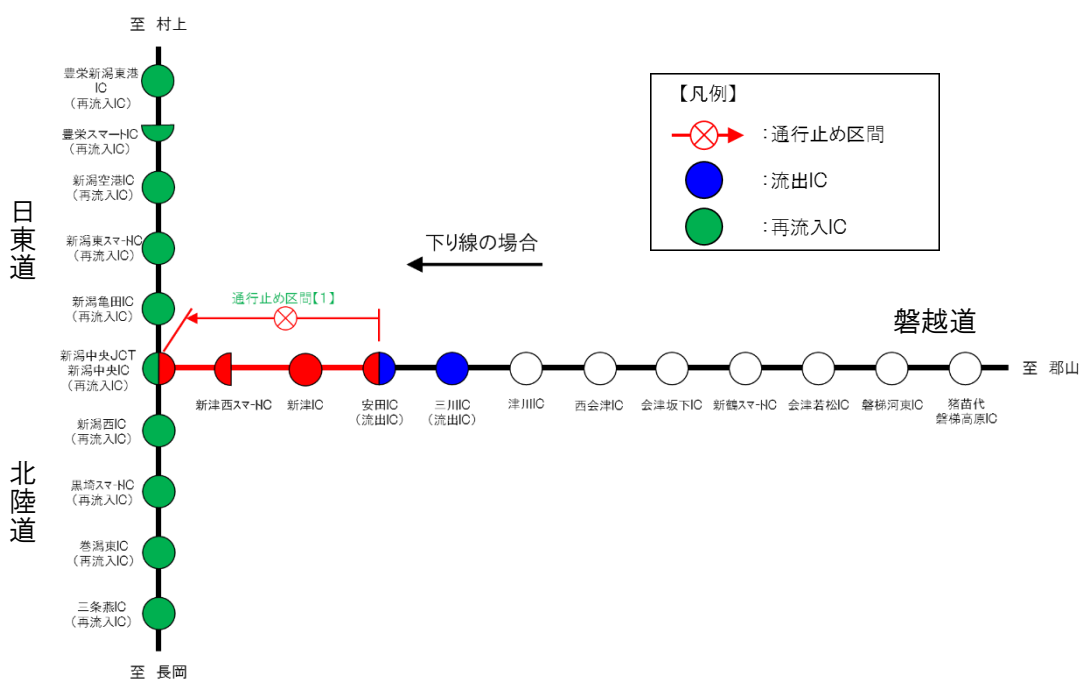 至 村上
豊栄新潟東港
IC
(再流入IC)
豊栄スマートIC
(再流入IC)
新潟空港IC
(再流入IC)
新潟東スマートIC
(再流入IC)
新潟亀田IC
(再流入IC)
新潟中央JCT
新潟中央IC
(再流入IC)
新潟西IC
(再流入IC)
黒埼スマートIC
(再流入IC)
巻潟東IC
(再流入IC)
三条燕IC
(再流入IC)
至 長岡
日東道
北陸道
【凡例】
:通行止め区間
:流出IC
:再流入IC
下り線の場合
通行止め区間【1】
磐越道
至 郡山
新津西スマートIC
新津IC
安田IC
(流出IC)
三川IC
(流出IC)
津川IC
西会津IC
会津坂下IC
新鶴スマートIC
会津若松IC
磐梯河東IC
猪苗代
磐梯高原IC